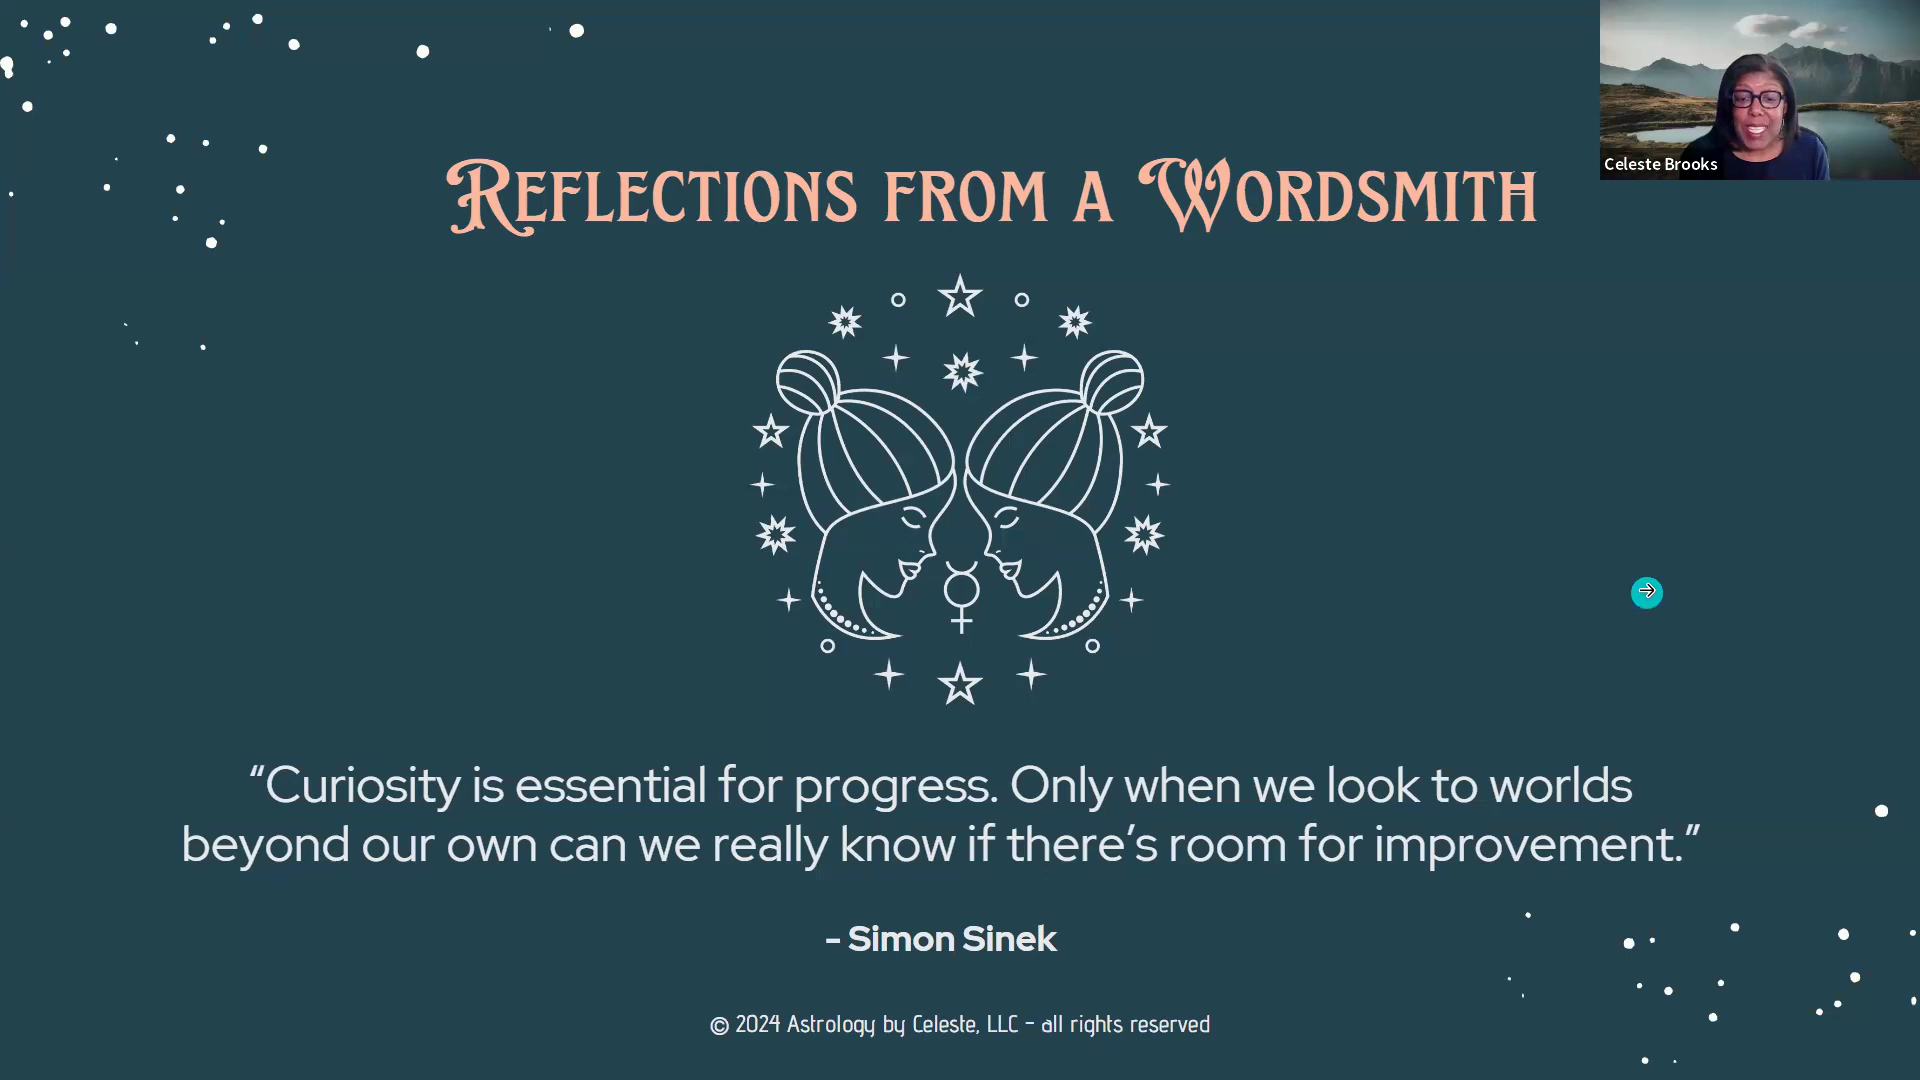 Celeste Brooks
Reflections from a Wordsmith
“Curiosity is essential for progress. Only when we look to worlds
beyond our own can we really know if there’s room for improvement.”
- Simon Sinek
© 2024 Astrology by Celeste, LLC - all rights reserved